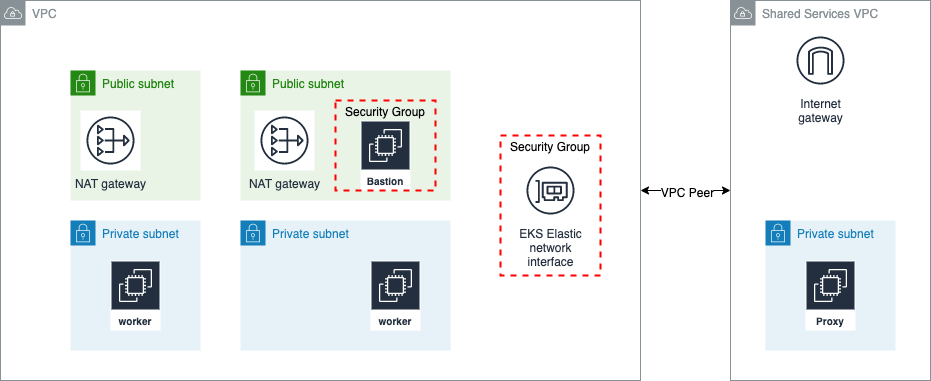 VPC
Public subnet
NAT gateway
Public subnet
NAT gateway
Security Group
Bastion
Security Group
EKS Elastic
network
interface
Private subnet
worker
Private subnet
worker
VPC Peer
Shared Services VPC
Internet
gateway
Private subnet
Proxy